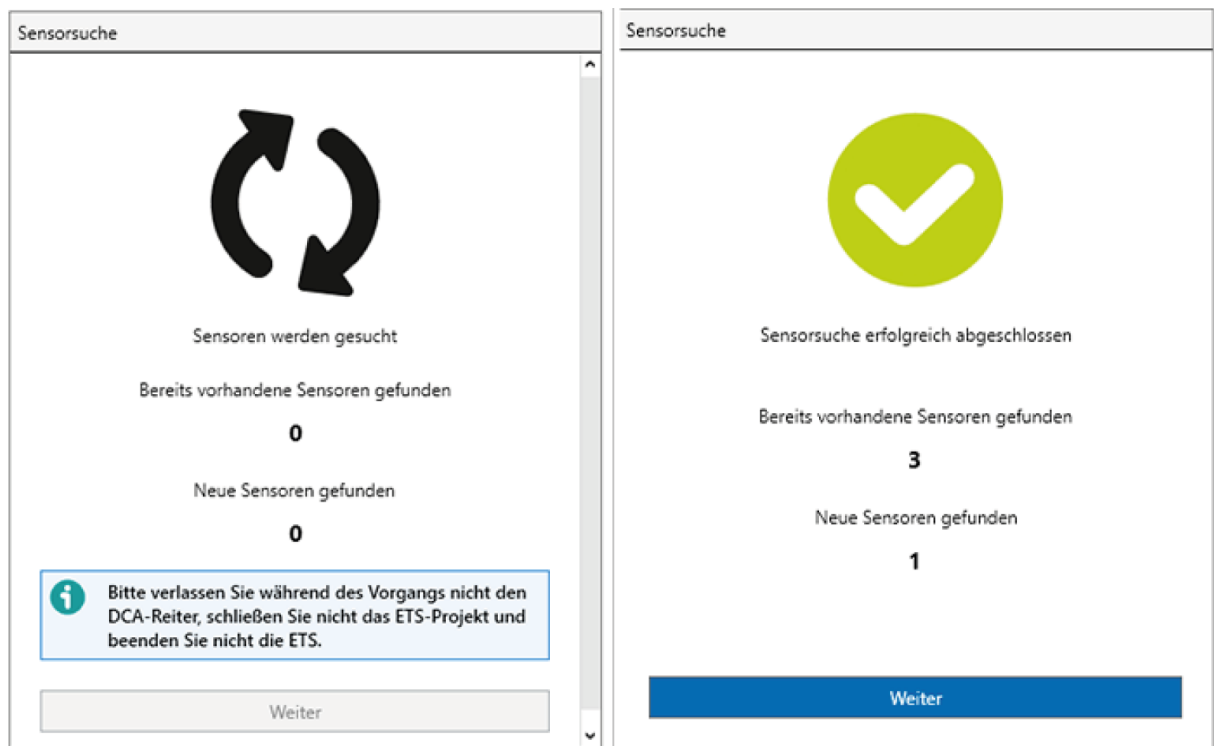 Sensorsuche
Sensoren werden gesucht
Bereits vorhandene Sensoren gefunden
0
Neue Sensoren gefunden
0
Bitte verlassen Sie während des Vorgangs nicht den
DCA-Reiter, schließen Sie nicht das ETS-Projekt und
beenden Sie nicht die ETS.
Weiter
Sensorsuche
Sensorsuche erfolgreich abgeschlossen
Bereits vorhandene Sensoren gefunden
3
Neue Sensoren gefunden
1
Weiter